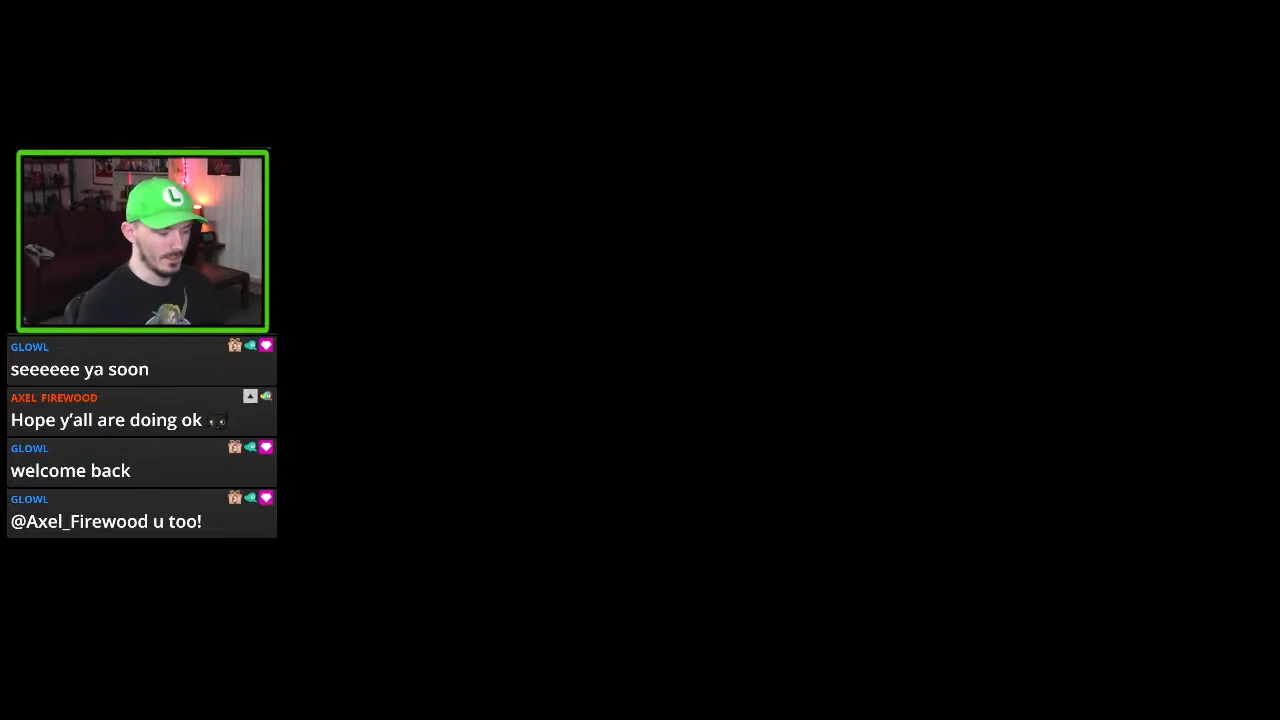 L
GLOWL
seeeeee ya soon
AXEL FIREWOOD
Hope y’all are doing ok
GLOWL
welcome back
GLOWL
@Axel_Firewood u too!